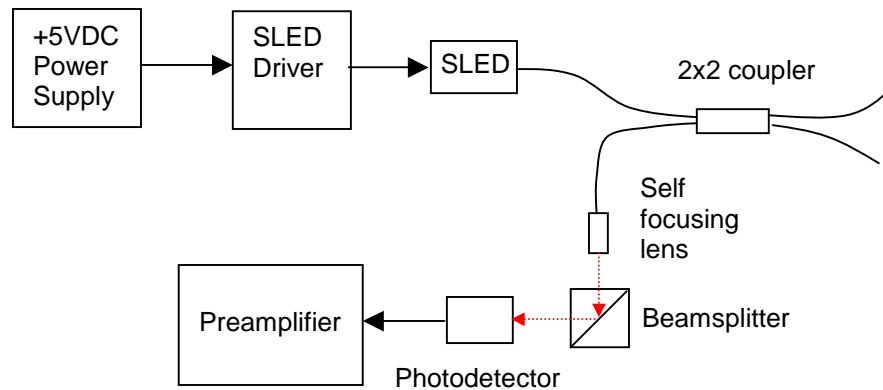 +5VDC
Power
Supply
SLED
Driver
SLED
2x2 coupler
Self
focusing
lens
Preamplifier
Beamsplitter
Photodetector